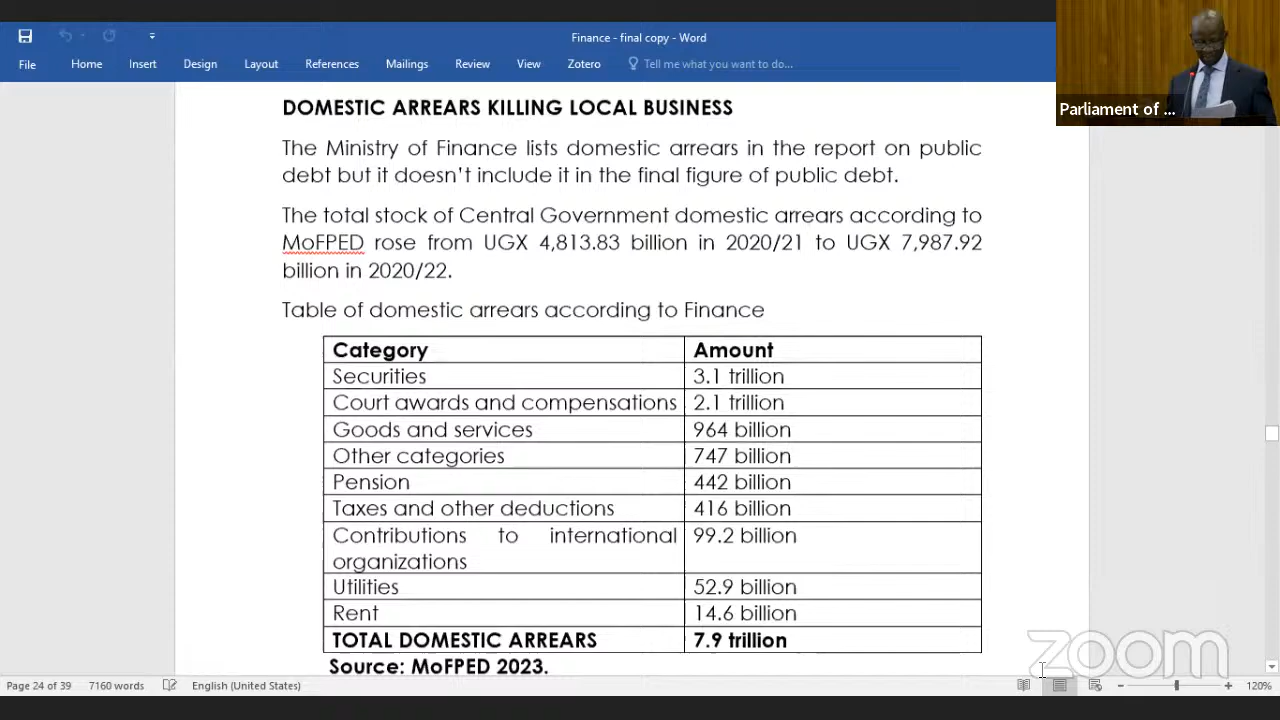 Finance - final copy - Word
File Home Insert Design Layout References Mailings Review View Zotero Tell me what you want to do...
Parliament of ...
DOMESTIC ARREARS KILLING LOCAL BUSINESS
The Ministry of Finance lists domestic arrears in the report on public
debt but it doesn't include it in the final figure of public debt.
The total stock of Central Government domestic arrears according to
MoFPED rose from UGX 4,813.83 billion in 2020/21 to UGX 7,987.92
billion in 2020/22.
Table of domestic arrears according to Finance
Category Amount
Securities 3.1 trillion
Court awards and compensations 2.1 trillion
Goods and services 964 billion
Other categories 747 billion
Pension 442 billion
Taxes and other deductions 416 billion
Contributions to international 99.2 billion
organizations
Utilities 52.9 billion
Rent 14.6 billion
TOTAL DOMESTIC ARREARS 7.9 trillion
Source: MoFPED 2023.
zoom
Page 24 of 39 7160 words English (United States) 120%